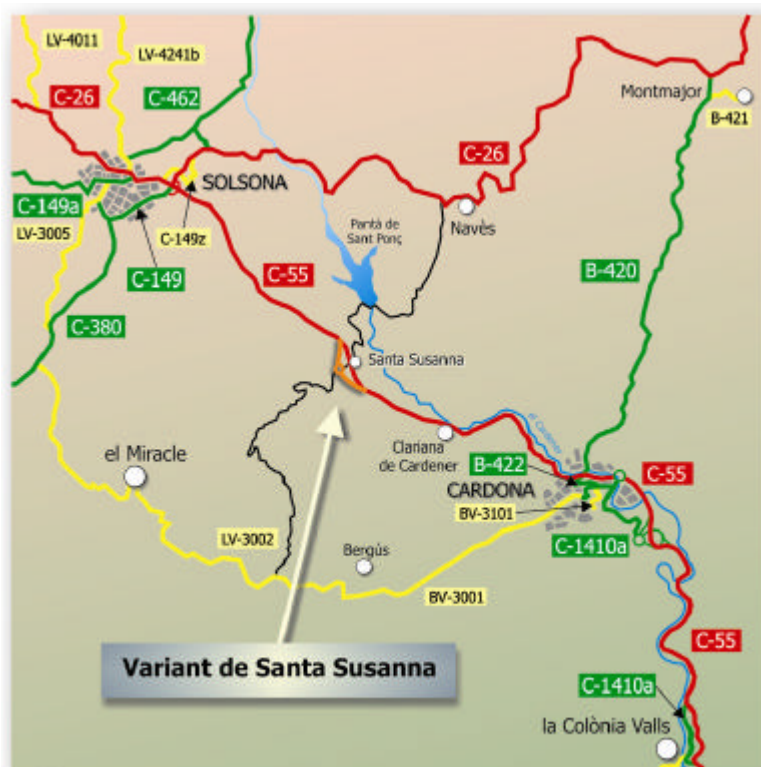 LV-4011
LV-4241b
C-26
C-462
Montmajor
B-421
C-26
SOLSONA
C-149a
LV-3005
C-149z
Navès
Pantà de
Sant Ponç
C-149
C-55
B-420
C-380
Santa Susanna
el Cardener
Clariana
de Cardener
el Miracle
B-422
C-55
CARDONA
BV-3101
LV-3002
Bergús
C-1410a
BV-3001
Variant de Santa Susanna
C-55
C-1410a
la Colònia Valls